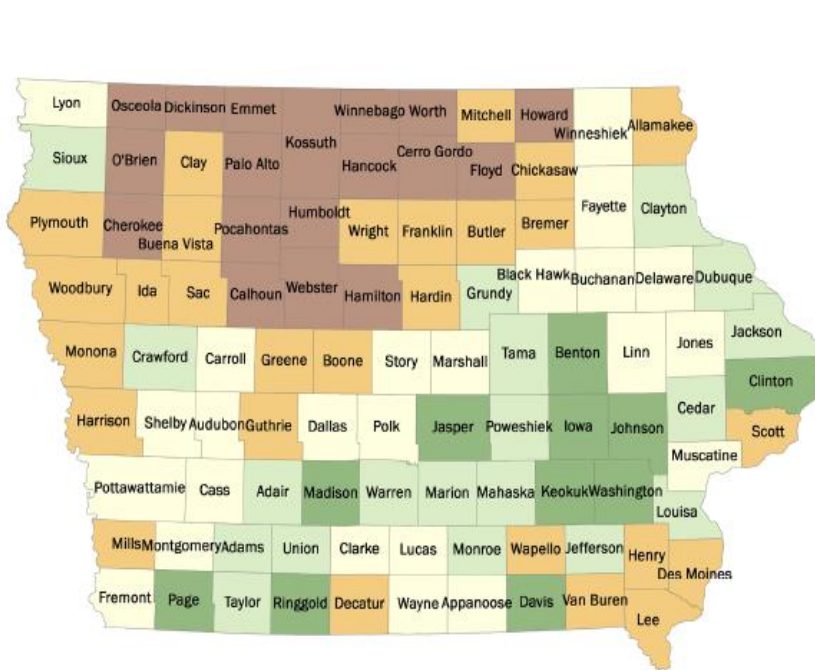 Lyon
Osceola
Dickinson
Emmet
Winnebago
Worth
Mitchell
Howard
Winneshiek
Allamakee
Kossuth
Sioux
O'Brien
Clay
Palo Alto
Hancock
Cerro Gordo
Floyd
Chickasaw
Plymouth
Cherokee
Buena Vista
Pocahontas
Humboldt
Wright
Franklin
Butler
Bremer
Fayette
Clayton
Woodbury
Ida
Sac
Calhoun
Webster
Hamilton
Hardin
Grundy
Black Hawk
Buchanan
Delaware
Dubuque
Monona
Crawford
Carroll
Greene
Boone
Story
Marshall
Tama
Benton
Linn
Jones
Jackson
Clinton
Harrison
Shelby
Audubon
Guthrie
Dallas
Polk
Jasper
Poweshiek
Iowa
Johnson
Cedar
Scott
Muscatine
Pottawattamie
Cass
Adair
Madison
Warren
Marion
Mahaska
Keokuk
Washington
Louisa
Mills
Montgomery
Adams
Union
Clarke
Lucas
Monroe
Wapello
Jefferson
Henry
Des Moines
Fremont
Page
Taylor
Ringgold
Decatur
Wayne
Appanoose
Davis
Van Buren
Lee